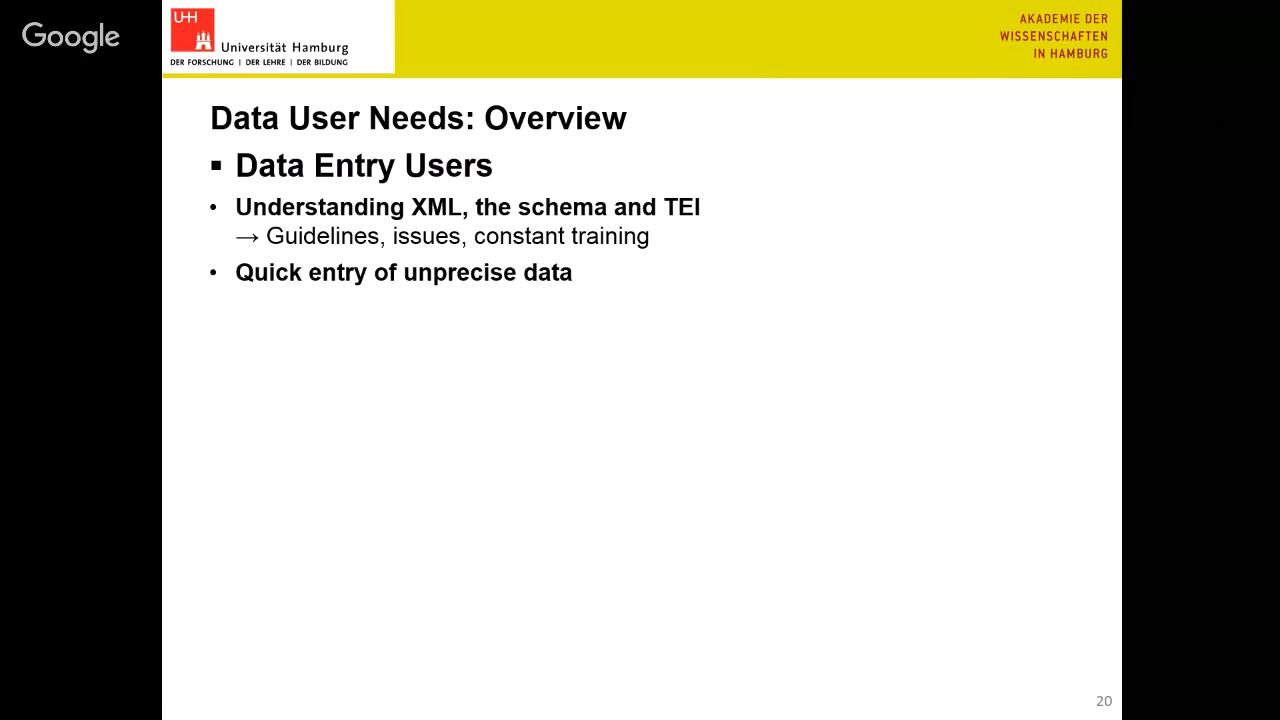 Google
UHH
Universität Hamburg
DER FORSCHUNG | DER LEHRE | DER BILDUNG
AKADEMIE DER
WISSENSCHAFTEN
IN HAMBURG
Data User Needs: Overview
▪ Data Entry Users
• Understanding XML, the schema and TEI
→ Guidelines, issues, constant training
• Quick entry of unprecise data
20